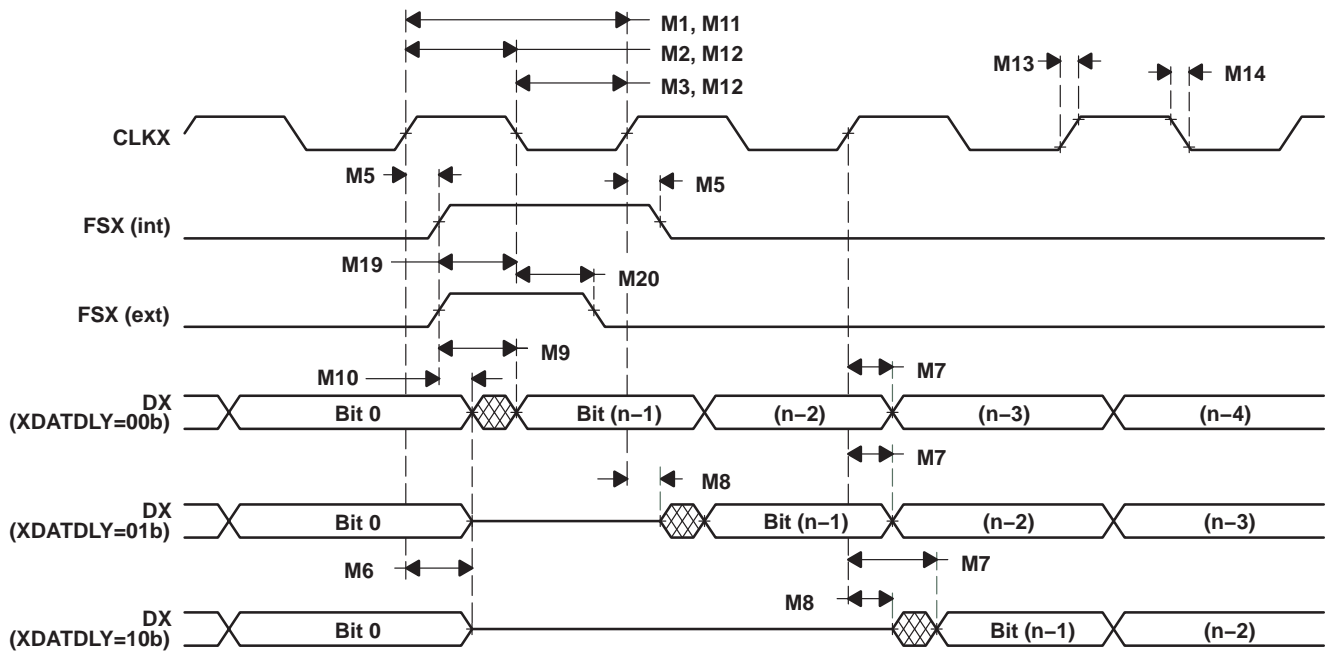 M1, M11
M2, M12
M3, M12
M13
M14
CLKX
M5
M5
FSX (int)
M19
M20
FSX (ext)
M9
M10
M7
DX
(XDATDLY=00b)
Bit 0
Bit (n–1)
(n–2)
(n–3)
(n–4)
M7
M8
DX
(XDATDLY=01b)
Bit 0
Bit (n–1)
(n–2)
(n–3)
M6
M7
M8
DX
(XDATDLY=10b)
Bit 0
Bit (n–1)
(n–2)